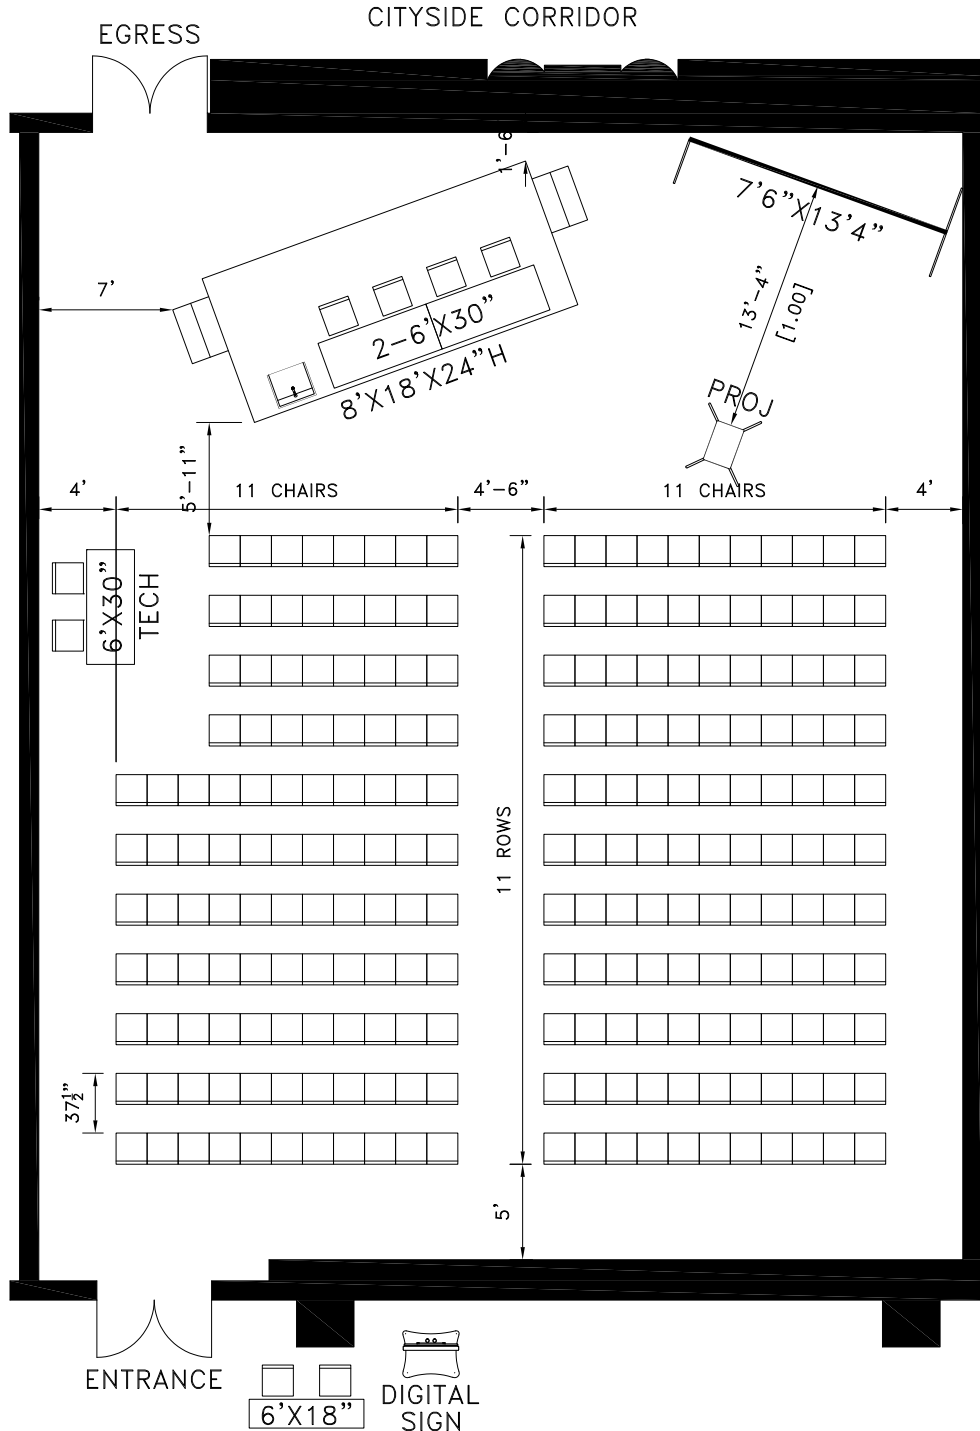 CITYSIDE CORRIDOR
EGRESS
1'-6
7'6"X13'4"
7'
13'-4"
[1.00]
2-6'X30"
8'X18'X24"H
PROJ
5'-11"
4'
11 CHAIRS
4'-6"
11 CHAIRS
4'
6'X30"
TECH
11 ROWS
37½"
5'
ENTRANCE
DIGITAL
SIGN
6'X18"